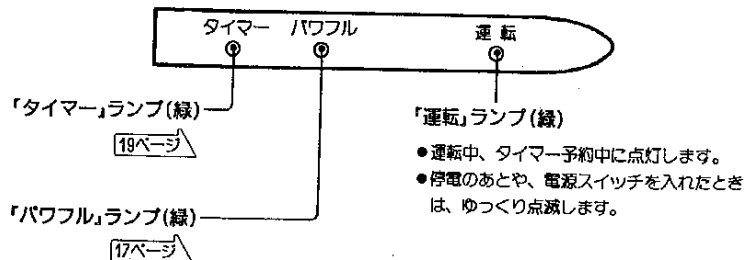 タイマー パワフル 運転
「タイマー」ランプ(緑)
19ページ
「パワフル」ランプ(緑)
17ページ
「運転」ランプ(緑)
●運転中、タイマー予約中に点灯します。
●停電のあとや、電源スイッチを入れたとき
は、ゆっくり点滅します。